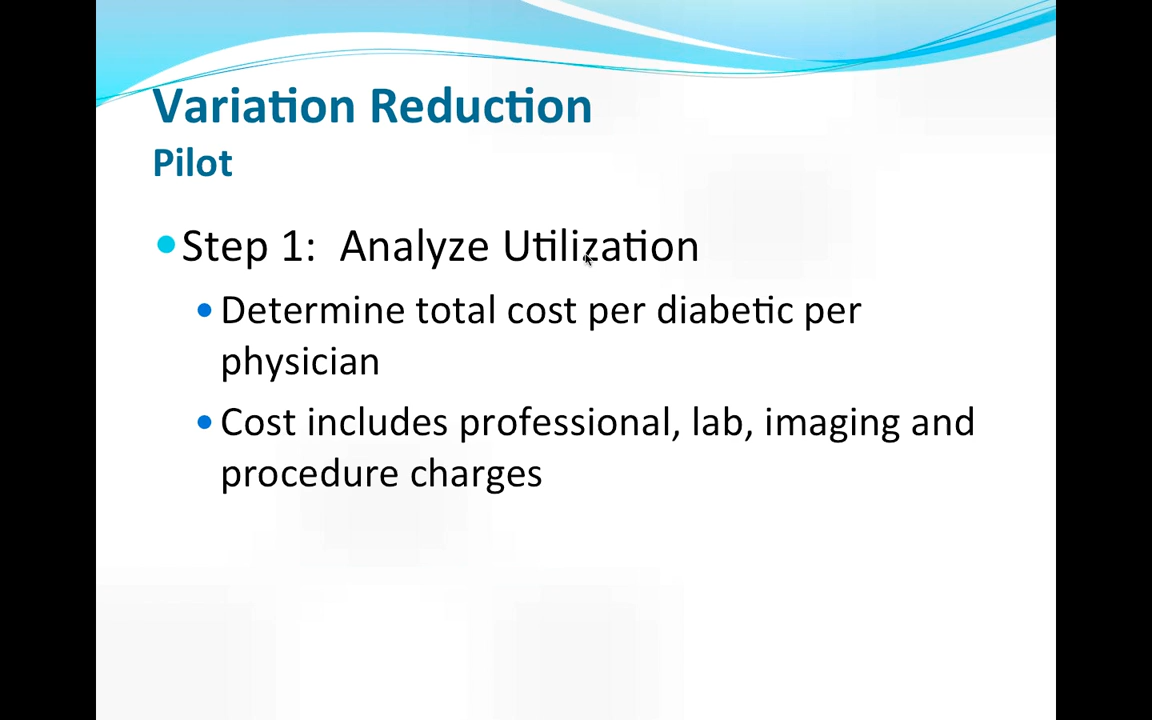 Variation Reduction
Pilot
Step 1:  Analyze Utilization
Determine total cost per diabetic per
physician
Cost includes professional, lab, imaging and
procedure charges